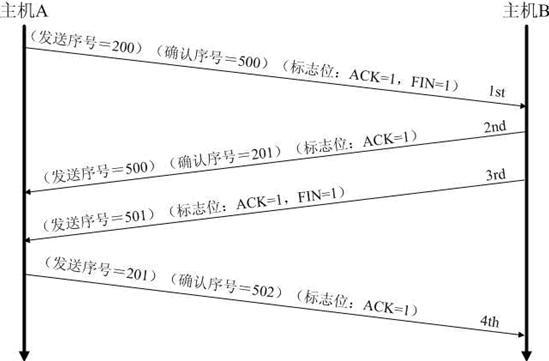 主机A
主机B
（发送序号＝200）（确认序号＝500）（标志位：ACK=1，FIN=1）
1st
2nd
（发送序号＝500）（确认序号＝201）（标志位：ACK=1）
3rd
（发送序号＝501）（标志位：ACK=1，FIN=1）
（发送序号＝201）（确认序号＝502）（标志位：ACK=1）
4th